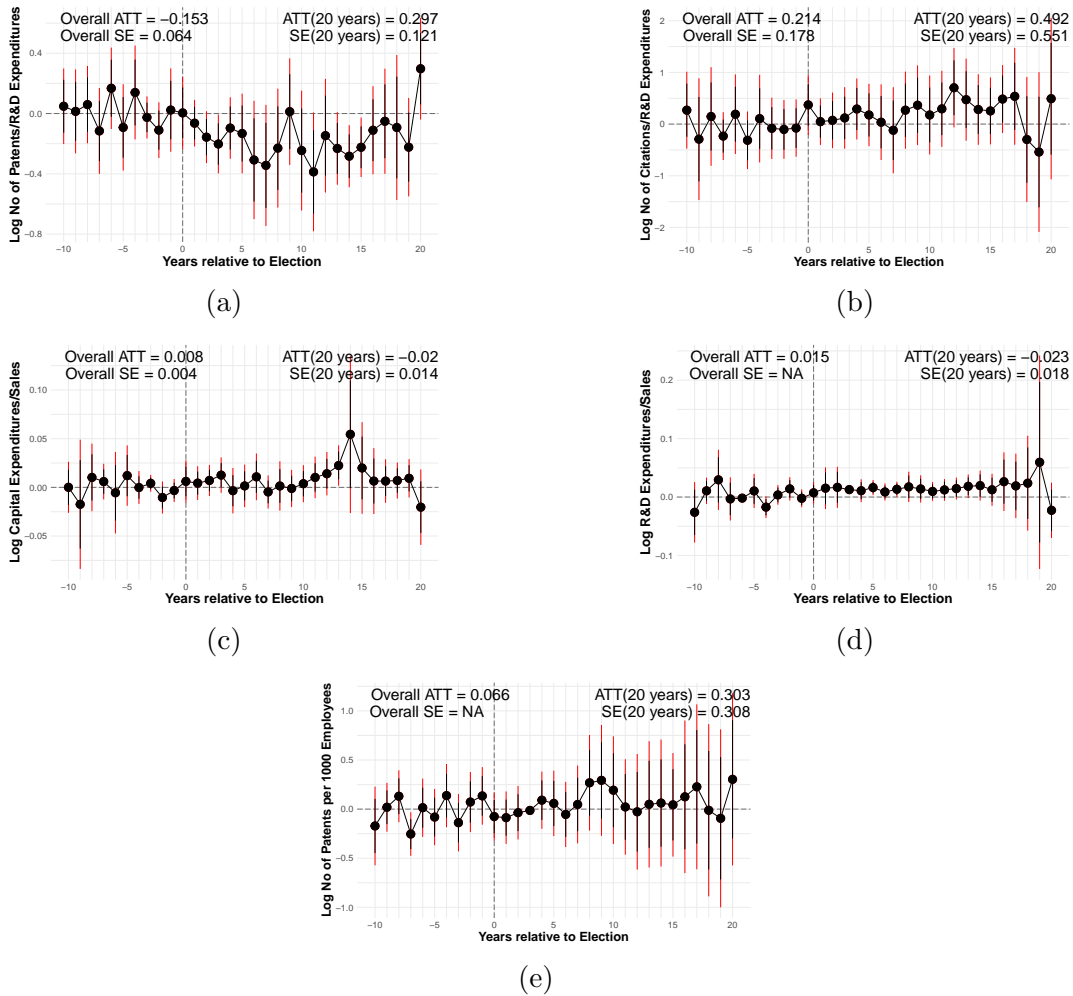 Overall ATT = −0.153
Overall SE = 0.064
ATT(20 years) = 0.297
SE(20 years) = 0.121
Log No of Patents/R&D Expenditures
0.4
0.0
−0.4
−0.8
−10 −5 0 5 10 15 20
Years relative to Election
(a)
Overall ATT = 0.214
Overall SE = 0.178
ATT(20 years) = 0.492
SE(20 years) = 0.551
Log No of Citations/R&D Expenditures
2
1
0
−1
−2
−10 −5 0 5 10 15 20
Years relative to Election
(b)
Overall ATT = 0.008
Overall SE = 0.004
ATT(20 years) = −0.02
SE(20 years) = 0.014
Log Capital Expenditures/Sales
0.10
0.05
0.00
−0.05
−10 −5 0 5 10 15 20
Years relative to Election
(c)
Overall ATT = 0.015
Overall SE = NA
ATT(20 years) = −0.023
SE(20 years) = 0.018
Log R&D Expenditures/Sales
0.2
0.1
0.0
−0.1
−10 −5 0 5 10 15 20
Years relative to Election
(d)
Overall ATT = 0.066
Overall SE = NA
ATT(20 years) = 0.303
SE(20 years) = 0.308
Log No of Patents per 1000 Employees
1.0
0.5
0.0
−0.5
−1.0
−10 −5 0 5 10 15 20
Years relative to Election
(e)